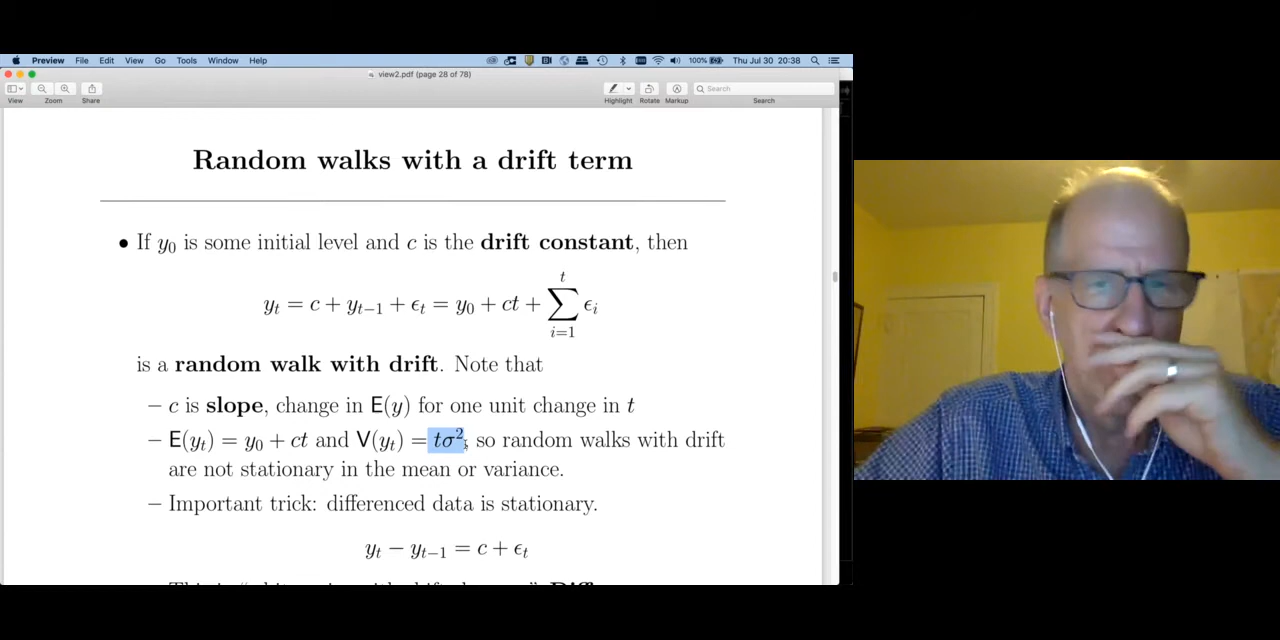 Preview File Edit View Go Tools Window Help 100% Thu Jul 30 20:38
view2.pdf (page 28 of 78)
View Zoom Share Highlight Rotate Markup Search
Search
Random walks with a drift term
• If y₀ is some initial level and c is the drift constant, then
yₜ = c + yₜ₋₁ + ϵₜ = y₀ + ct + ∑ᵢ₌₁ᵗ ϵᵢ
is a random walk with drift. Note that
– c is slope, change in E(y) for one unit change in t
– E(yₜ) = y₀ + ct and V(yₜ) = tσ², so random walks with drift
are not stationary in the mean or variance.
– Important trick: differenced data is stationary.
yₜ − yₜ₋₁ = c + ϵₜ